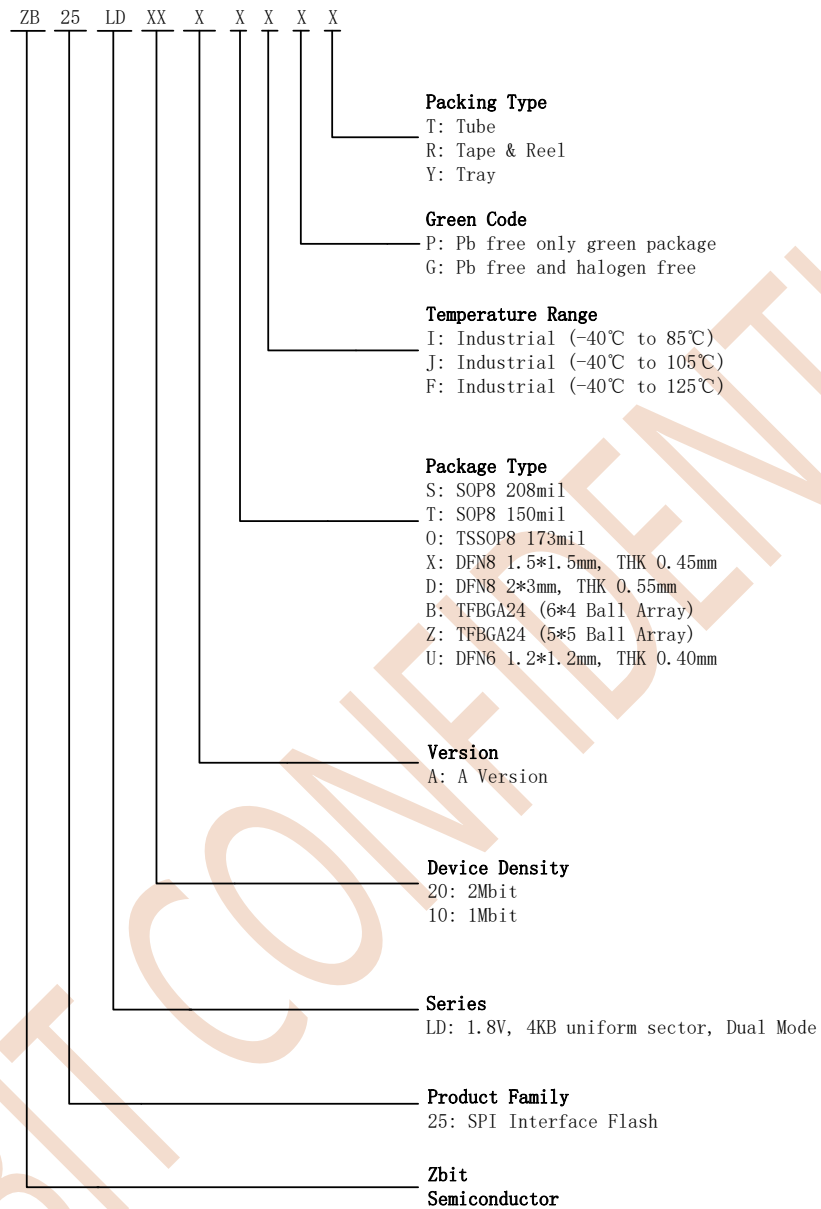 ZB 25 LD XX X X X X X
Packing Type
T: Tube
R: Tape & Reel
Y: Tray
Green Code
P: Pb free only green package
G: Pb free and halogen free
Temperature Range
I: Industrial (-40℃ to 85℃)
J: Industrial (-40℃ to 105℃)
F: Industrial (-40℃ to 125℃)
Package Type
S: SOP8 208mil
T: SOP8 150mil
O: TSSOP8 173mil
X: DFN8 1.5*1.5mm, THK 0.45mm
D: DFN8 2*3mm, THK 0.55mm
B: TFBGA24 (6*4 Ball Array)
Z: TFBGA24 (5*5 Ball Array)
U: DFN6 1.2*1.2mm, THK 0.40mm
Version
A: A Version
Device Density
20: 2Mbit
10: 1Mbit
Series
LD: 1.8V, 4KB uniform sector, Dual Mode
Product Family
25: SPI Interface Flash
Zbit
Semiconductor